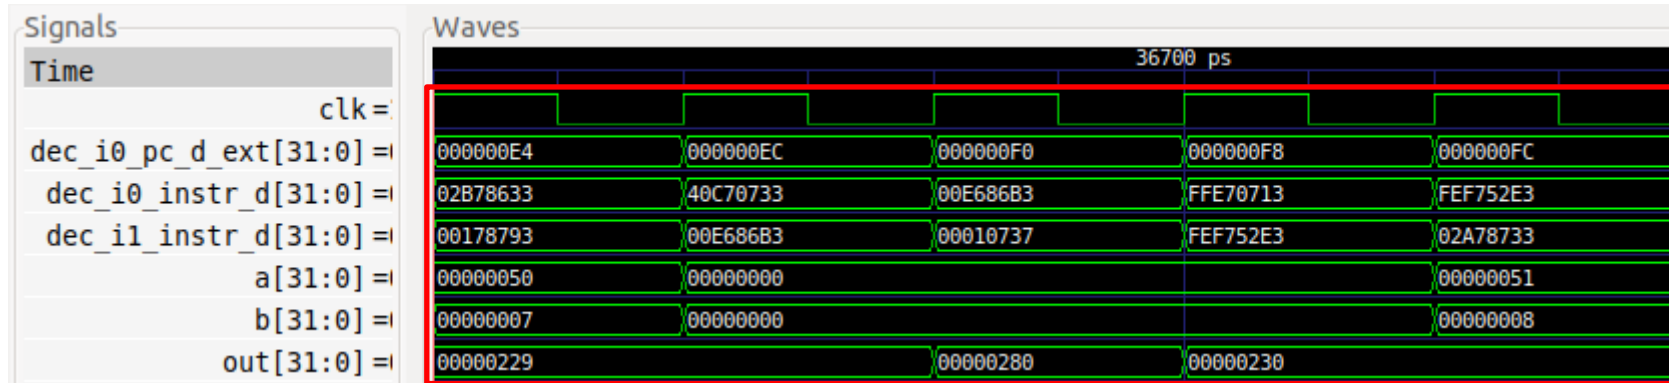 Signals Waves
Time 36700 ps
clk =
dec_i0_pc_d_ext[31:0] = 000000E4 000000EC 000000F0 000000F8 000000FC
dec_i0_instr_d[31:0] = 02B78633 40C70733 00E686B3 FFE70713 FEF752E3
dec_i1_instr_d[31:0] = 00178793 00E686B3 00010737 FEF752E3 02A78733
a[31:0] = 00000050 00000000 00000051
b[31:0] = 00000007 00000000 00000008
out[31:0] = 00000229 00000280 00000230